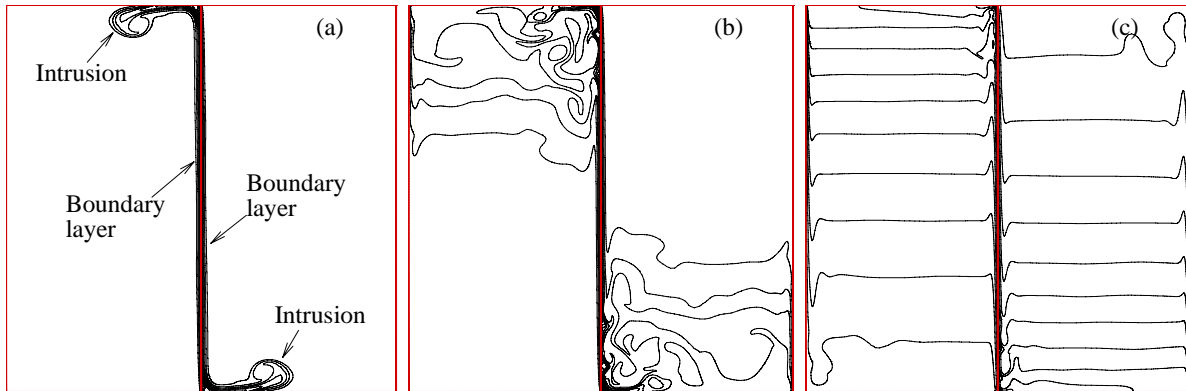 (a)
(b)
(c)
Intrusion
Boundary
layer
Boundary
layer
Intrusion